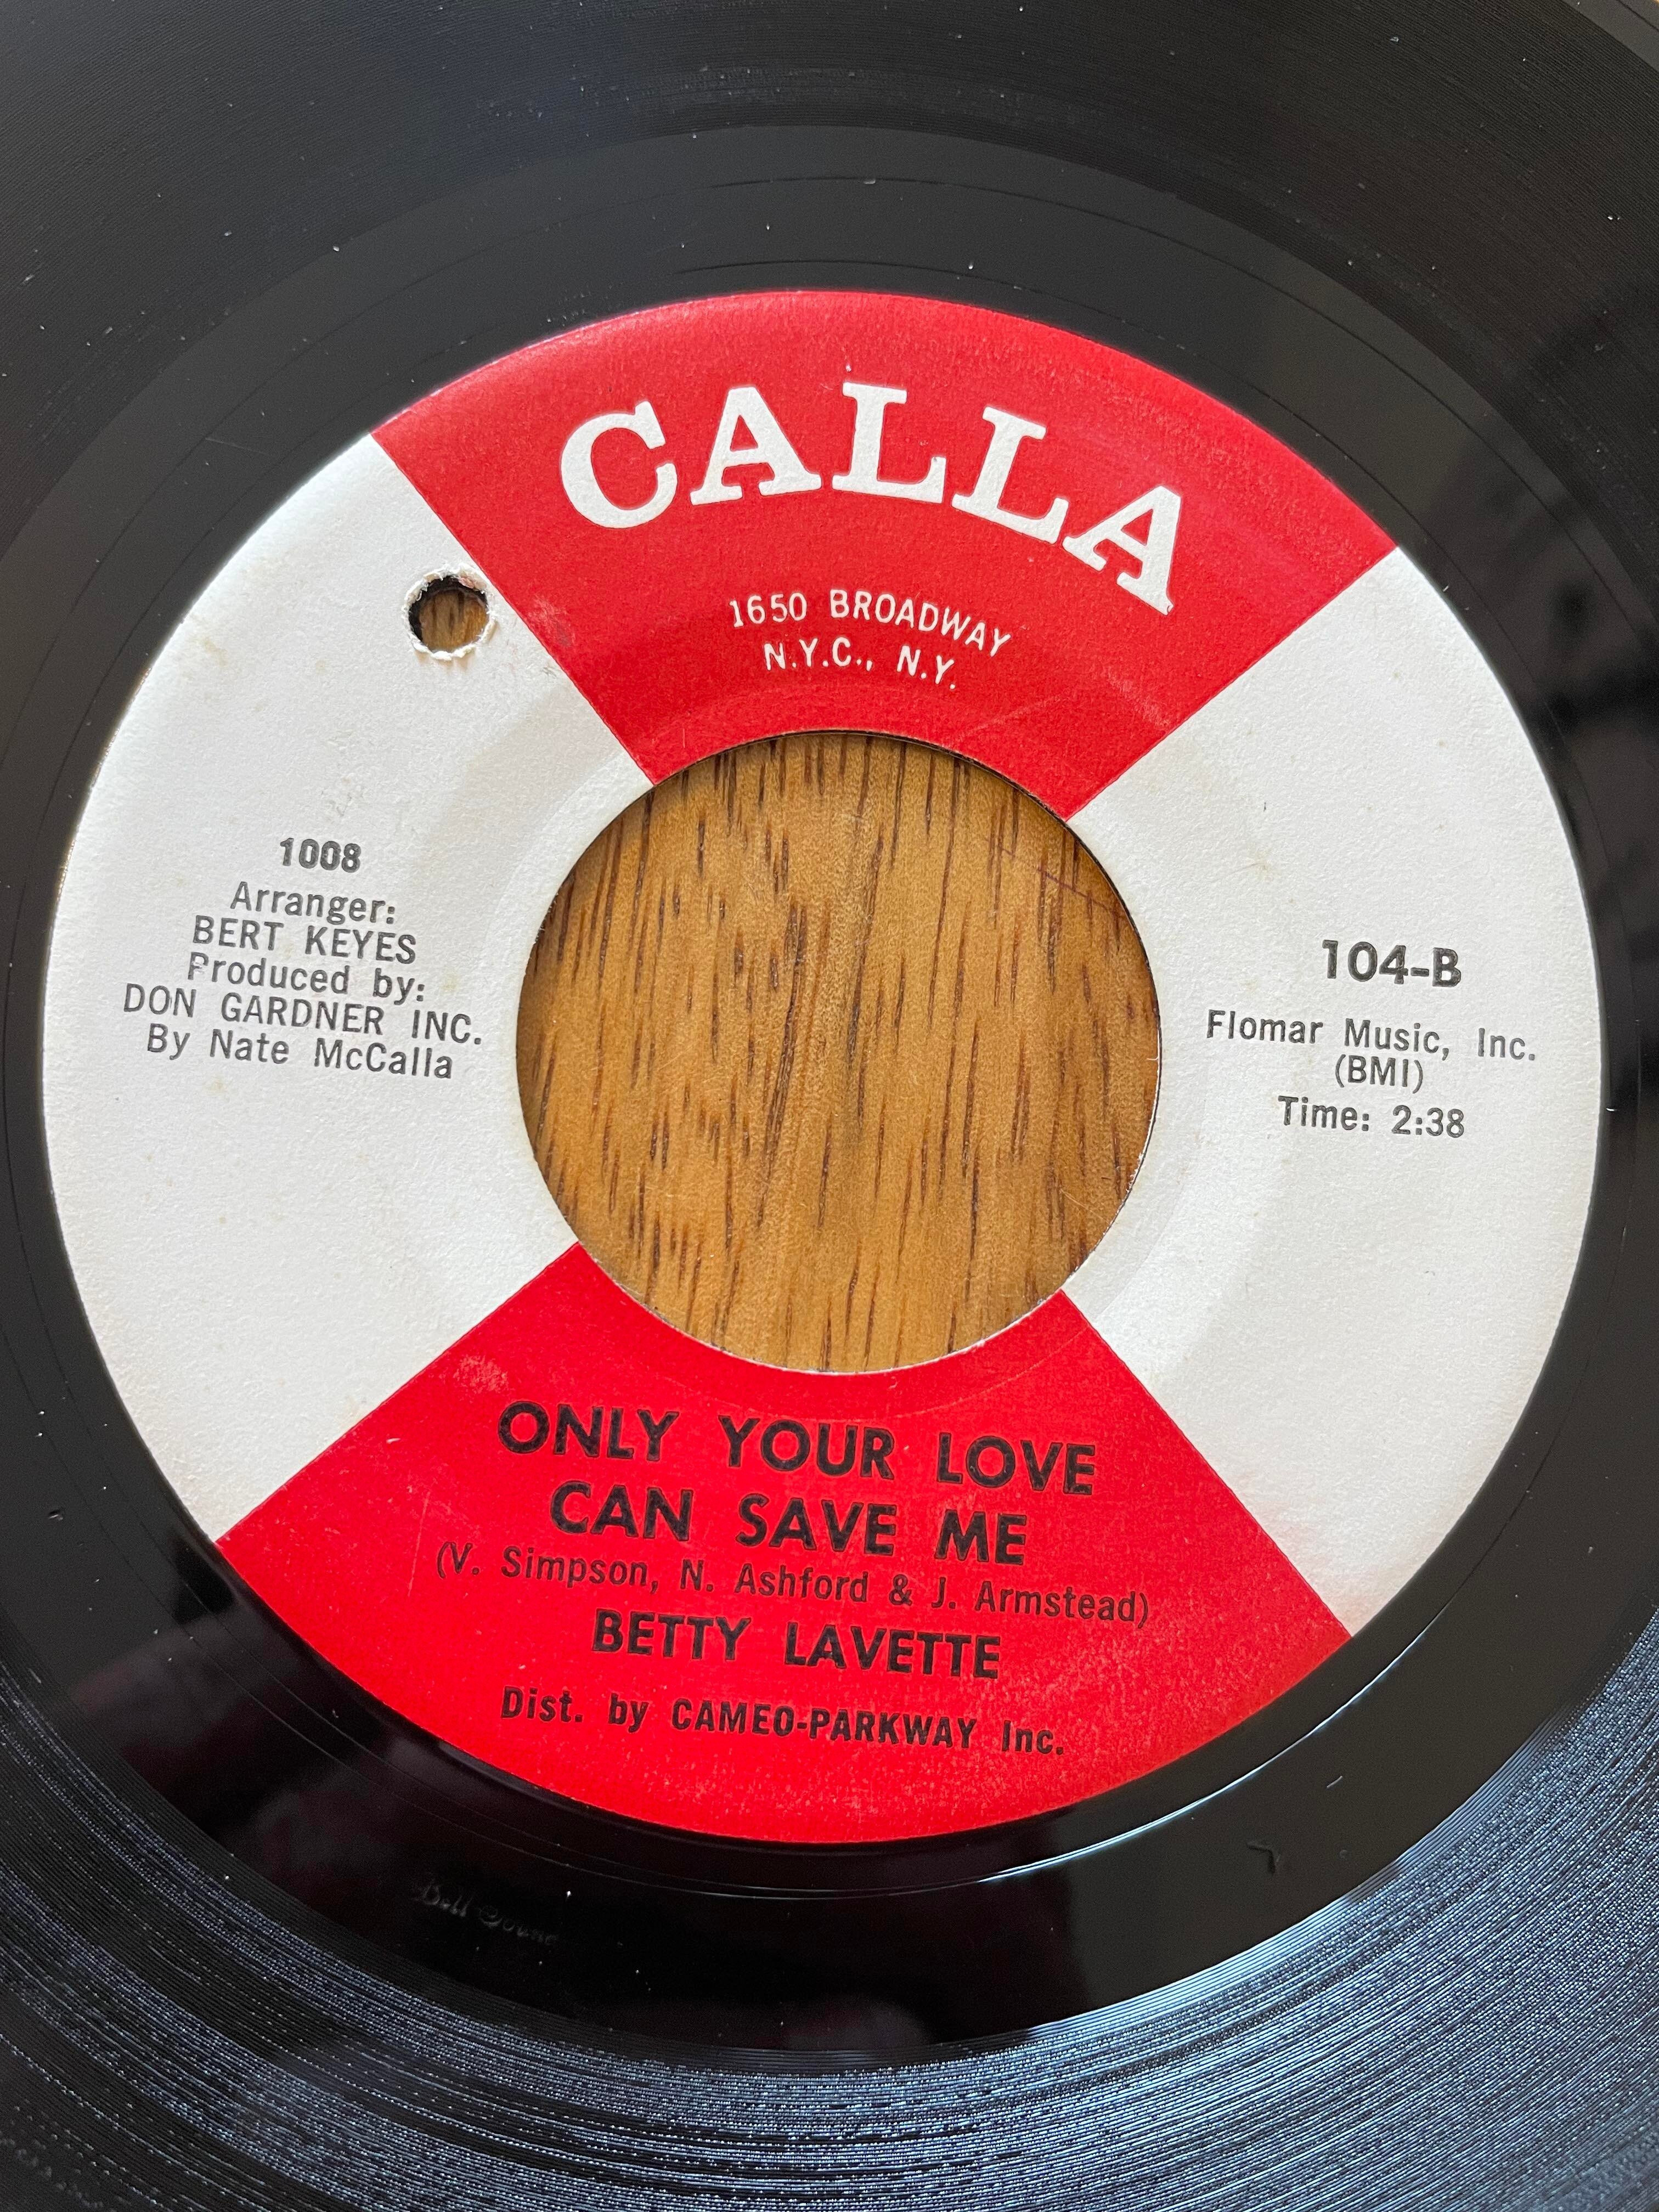 CALLA
1650 BROADWAY
N.Y.C., N.Y.
1008
Arranger:
BERT KEYES
Produced by:
DON GARDNER INC.
By Nate McCalla
104-B
Flomar Music, Inc.
(BMI)
Time: 2:38
ONLY YOUR LOVE
CAN SAVE ME
(V. Simpson, N. Ashford & J. Armstead)
BETTY LAVETTE
Dist. by CAMEO-PARKWAY Inc.
Bell Sound